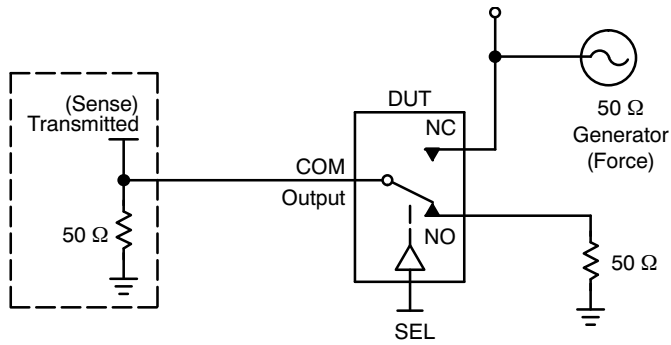 (Sense)
Transmitted
50 Ω
COM
Output
DUT
NC
NO
SEL
50 Ω
Generator
(Force)
50 Ω